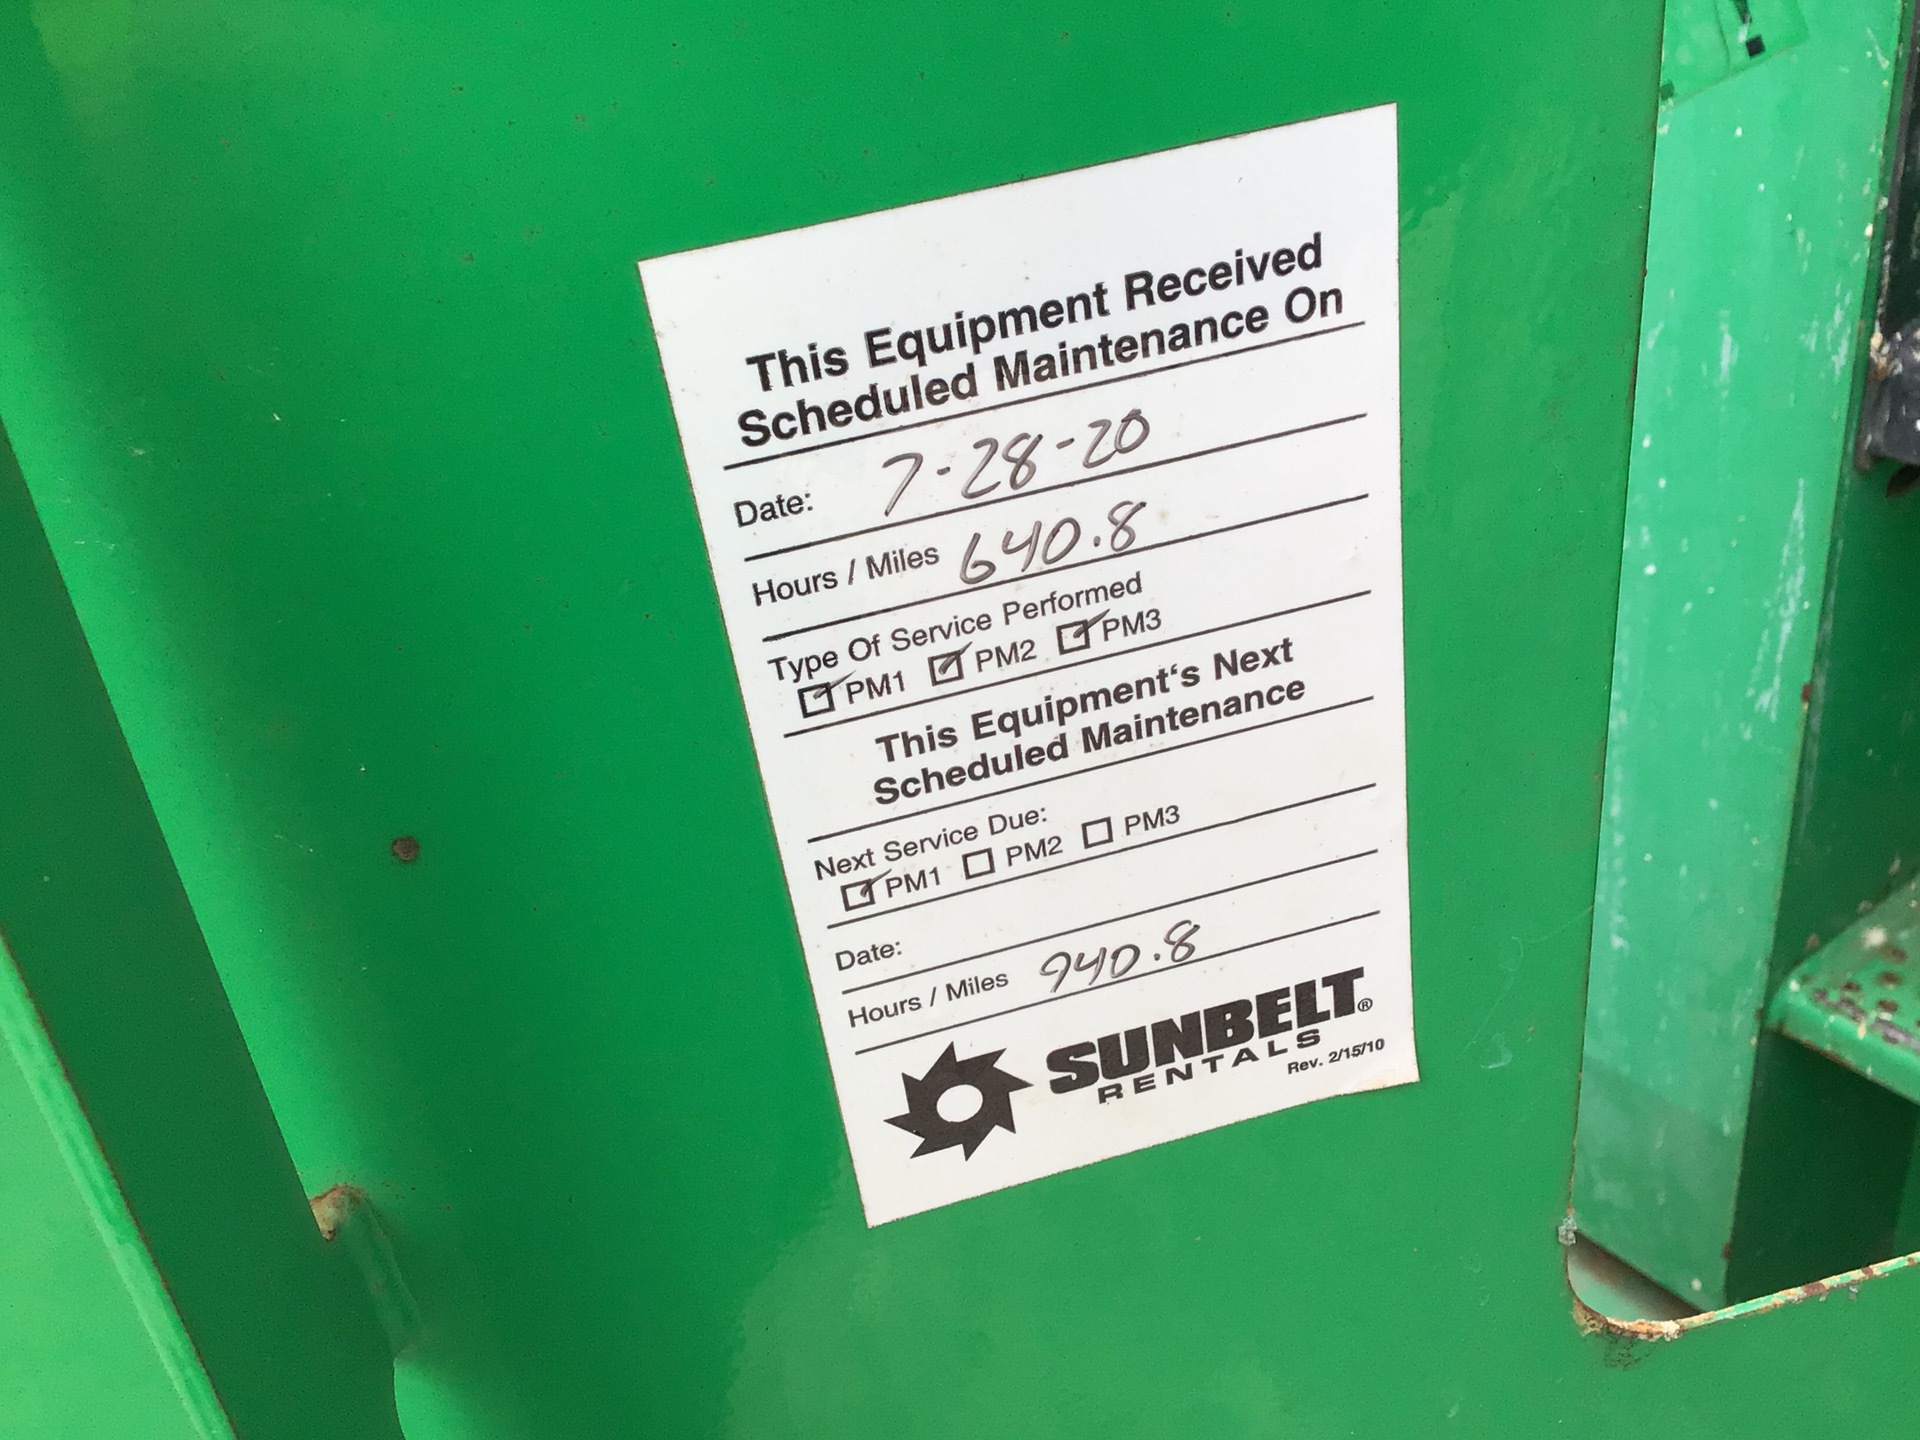 This Equipment Received
Scheduled Maintenance On
Date: 7-28-20
Hours / Miles 640.8
Type Of Service Performed
☑ PM1 ☑ PM2 ☑ PM3
This Equipment‘s Next
Scheduled Maintenance
Next Service Due:
☑ PM1 ☐ PM2 ☐ PM3
Date:
Hours / Miles 940.8
SUNBELT®
RENTALS
Rev. 2/15/10